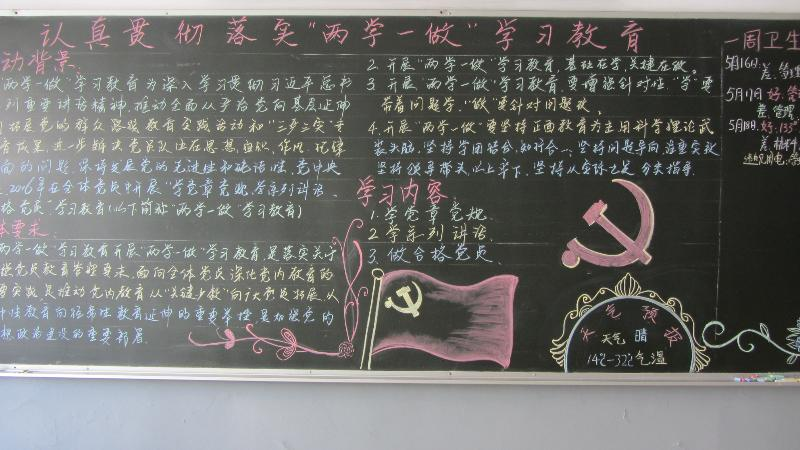 认真贯彻落实"两学一做"学习教育
动背景：
"两学一做"学习教育为深入学习贯彻习近平总书
列重要讲话精神,推动全面从严治党向基层延伸
拓展党的群众路线教育实践活动和"三严三实"
育成果,进一步解决党员队伍在思想、组织、作风、纪律
面的问题,保持发展党的先进性和纯洁性,党中央
2016年在全体党员中开展"学党章党规、学系列讲话、
格党员"学习教育(以下简称"两学一做"学习教育)
体要求：
两学一做"学习教育开展"两学一做"学习教育,是落实关于
强党员教育管理要求、面向全体党员深化党内教育的
要实践,是推动党内教育从"关键少数"向广大党员拓展、从
中性教育向经常性教育延伸的重要举措,是加强党的
想政治建设的重要部署.
2. 开展"两学一做"学习教育,基础在学,关键在做.
3. 开展"两学一做"学习教育,要增强针对性,"学"要
带着问题学,"做"要针对问题改.
4. 开展"两学一做"要坚持正面教育为主,用科学理论武
装头脑,坚持学用结合,知行合一,坚持问题导向,注重实效
坚持领导带头,以上率下,坚持从实际出发,分类指导.
学习内容
1. 学党章党规.
2. 学系列讲话.
3. 做合格党员.
天气预报
天气 晴
14℃-32℃气温
一周卫生
5月16日:
差:管理
5月17日 好:
差:管理
5月18日 好:135
差: